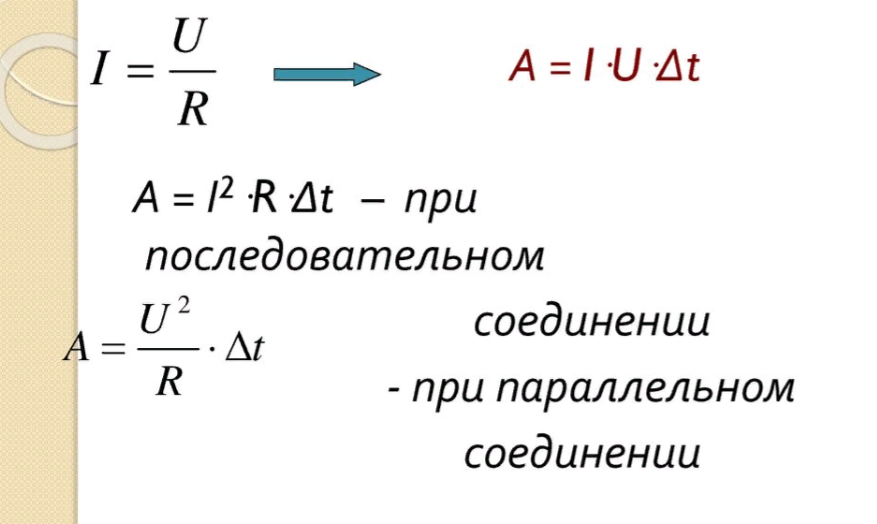 I = U / R
A = I ·U ·Δt
A = I² ·R ·Δt – при
последовательном
соединении
A = U² / R · Δt
- при параллельном
соединении